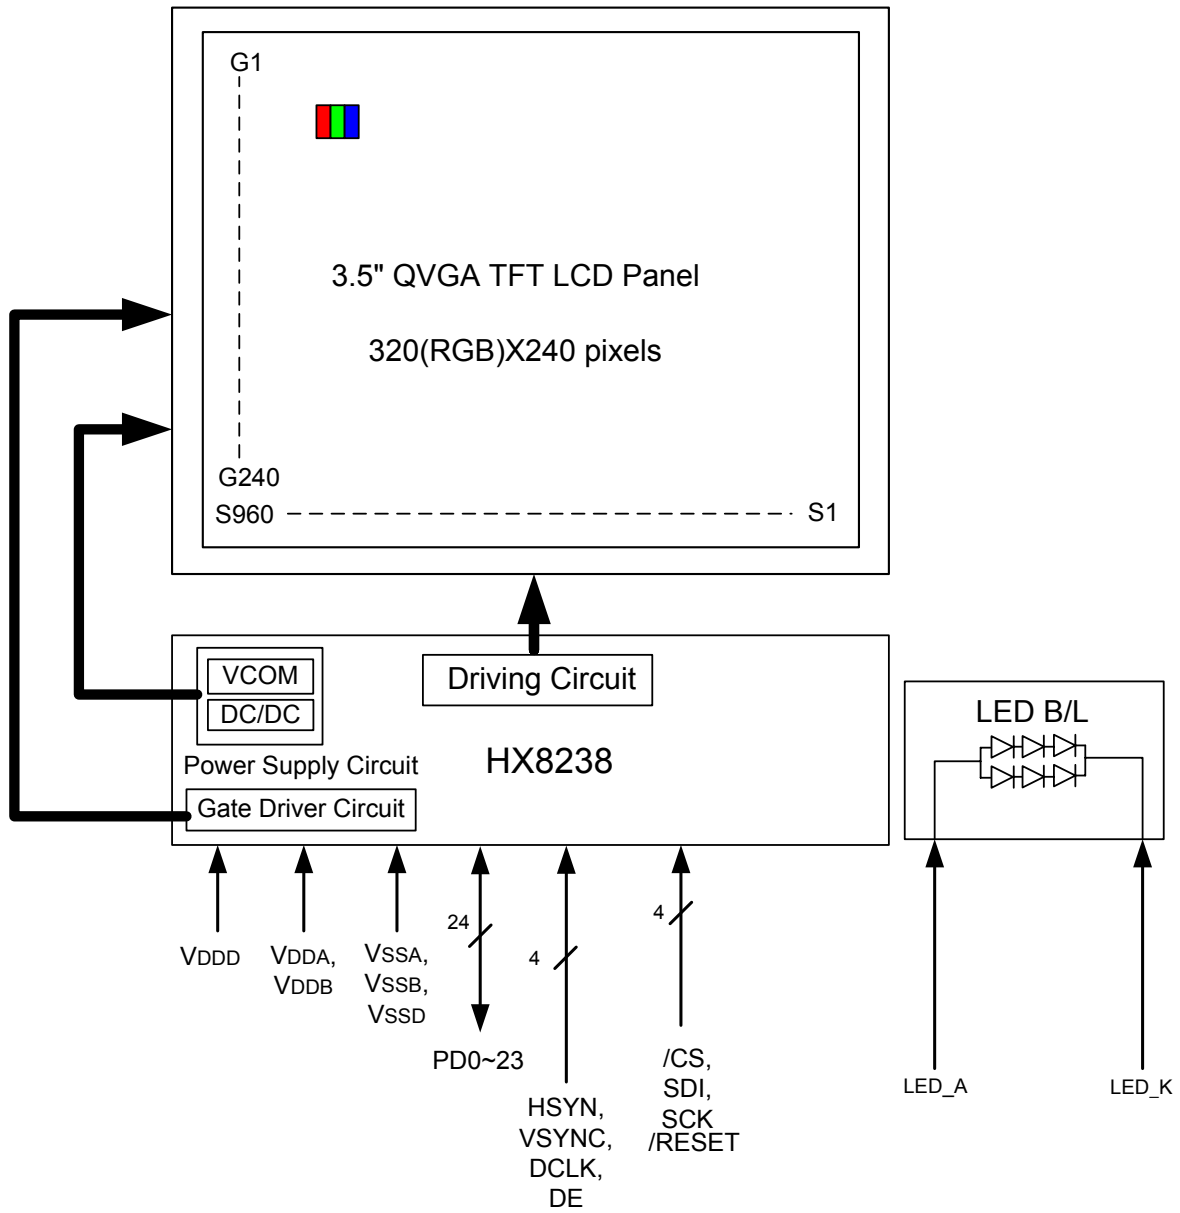 G1
3.5" QVGA TFT LCD Panel
320(RGB)X240 pixels
G240
S960
S1
VCOM
DC/DC
Power Supply Circuit
Gate Driver Circuit
Driving Circuit
HX8238
LED B/L
VDDD
VDDA,
VDDB
VSSA,
VSSB,
VSSD
24
PD0~23
4
HSYN,
VSYNC,
DCLK,
DE
4
/CS,
SDI,
SCK
/RESET
LED_A
LED_K